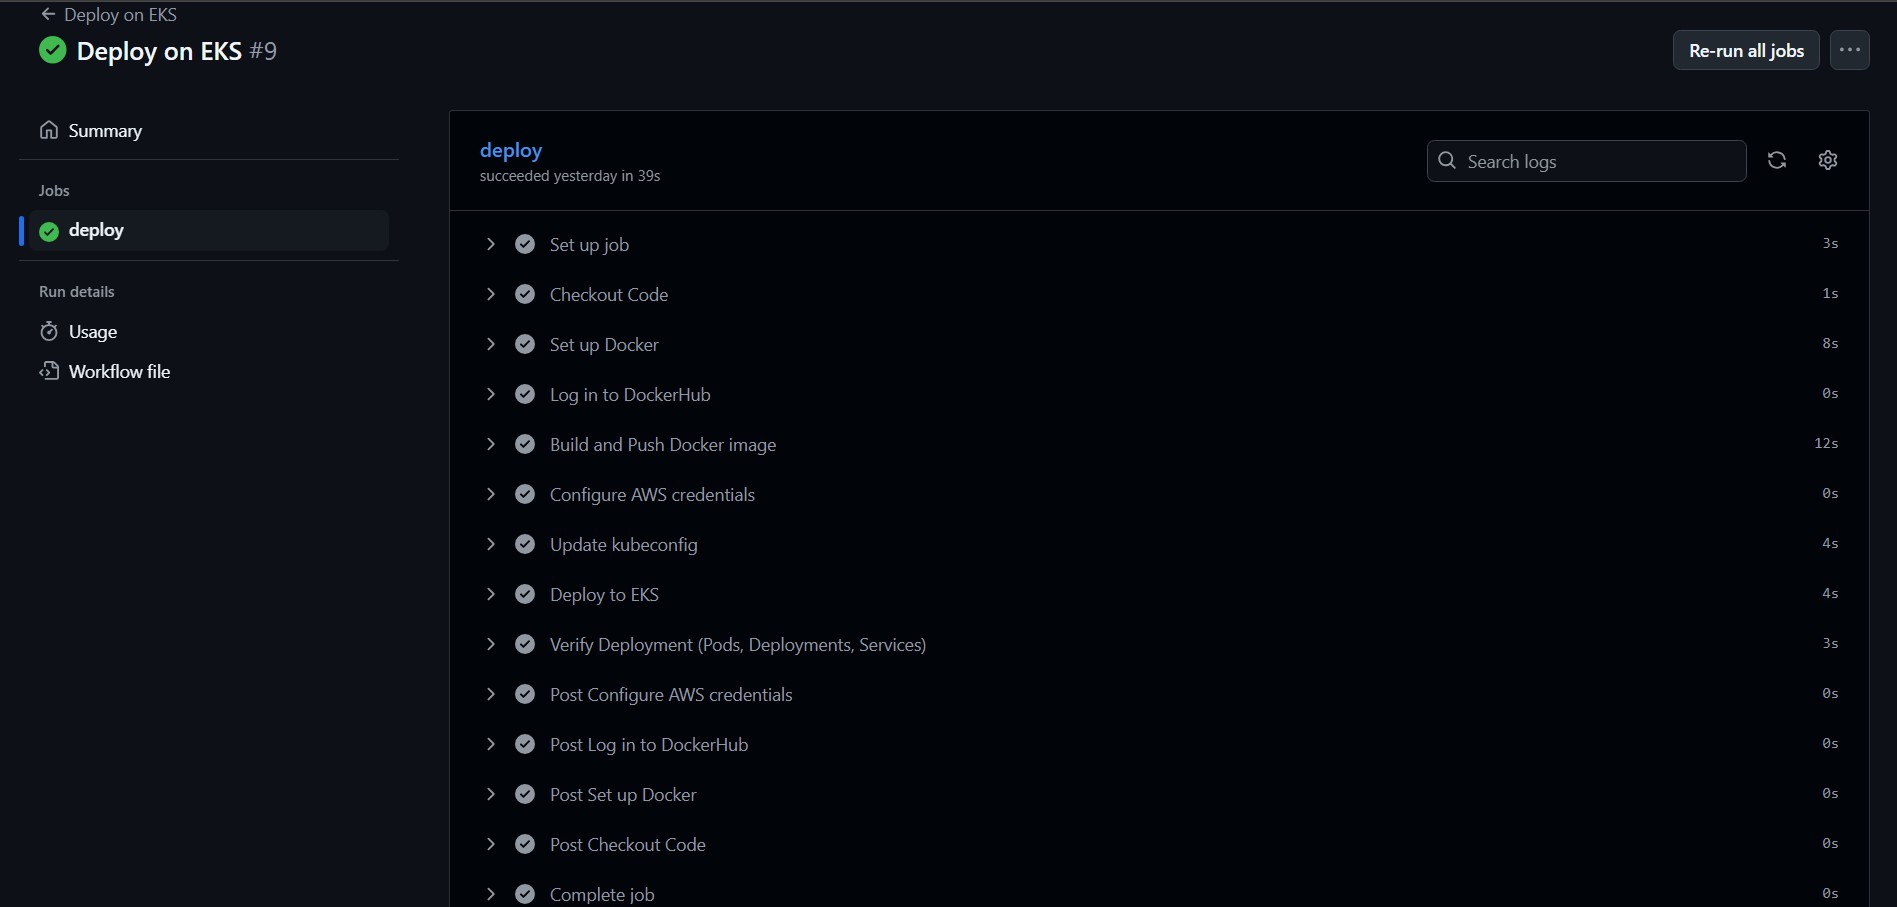 Deploy on EKS
Deploy on EKS #9
Re-run all jobs
Summary
Jobs
deploy
Run details
Usage
Workflow file
deploy
succeeded yesterday in 39s
Search logs
Set up job 3s
Checkout Code 1s
Set up Docker 8s
Log in to DockerHub 0s
Build and Push Docker image 12s
Configure AWS credentials 0s
Update kubeconfig 4s
Deploy to EKS 4s
Verify Deployment (Pods, Deployments, Services) 3s
Post Configure AWS credentials 0s
Post Log in to DockerHub 0s
Post Set up Docker 0s
Post Checkout Code 0s
Complete job 0s